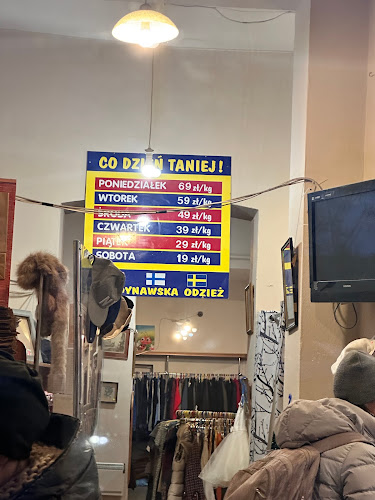 CO DZIEŃ TANIEJ!
PONIEDZIAŁEK 69 zł/kg
WTOREK 59 zł/kg
ŚRODA 49 zł/kg
CZWARTEK 39 zł/kg
PIĄTEK 29 zł/kg
SOBOTA 19 zł/kg
DYNAWSKA ODZIEŻ